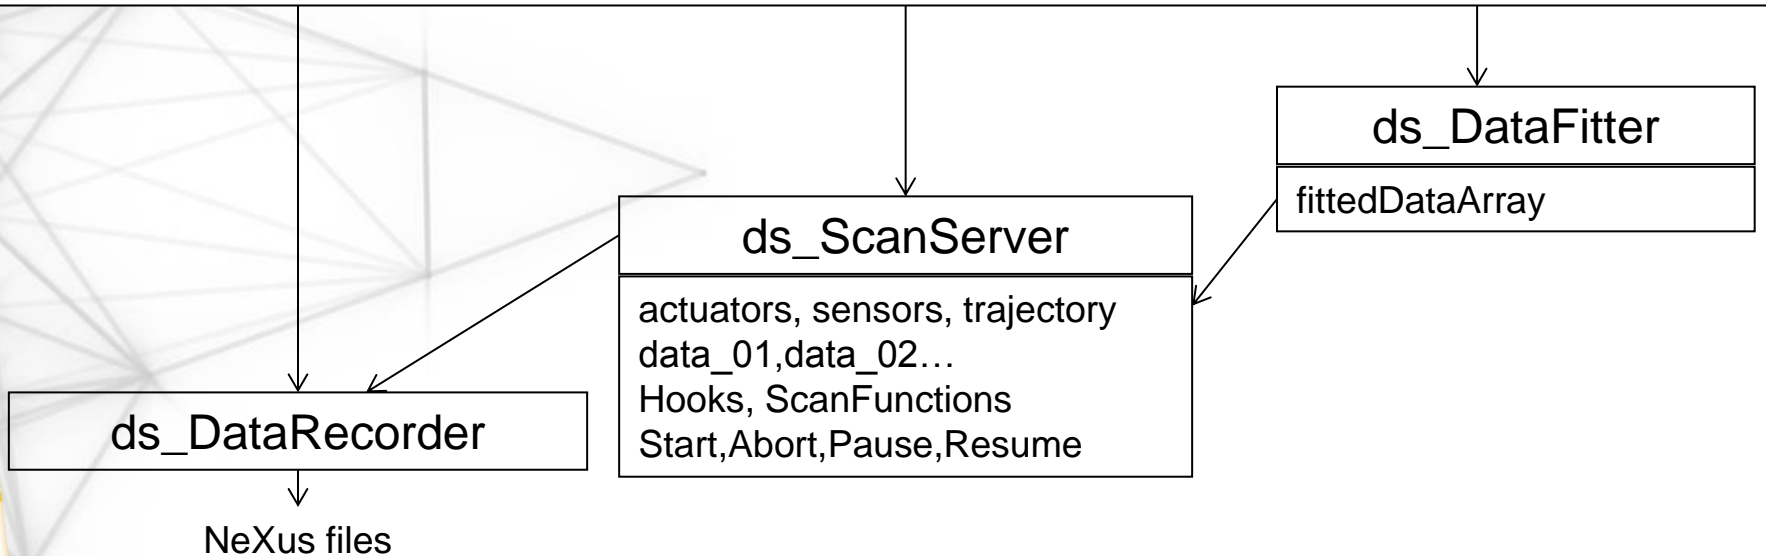 ds_DataFitter
fittedDataArray
ds_ScanServer
actuators, sensors, trajectory
data_01,data_02…
Hooks, ScanFunctions
Start,Abort,Pause,Resume
ds_DataRecorder
NeXus files